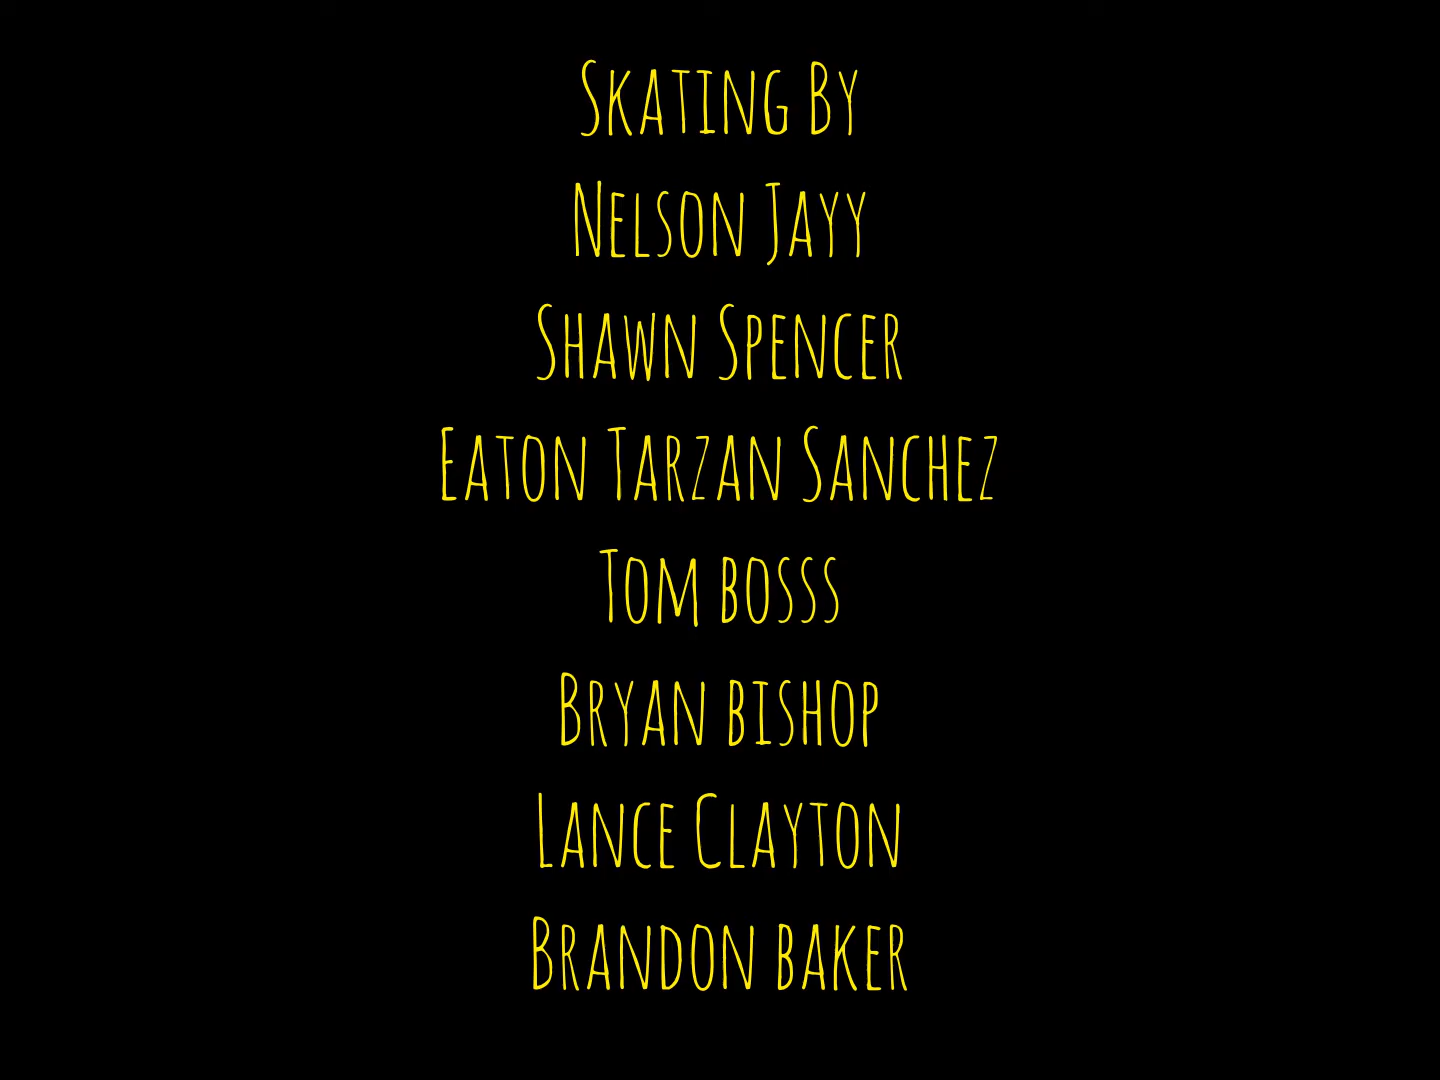 Skating By
Nelson Jayy
Shawn Spencer
Eaton Tarzan Sanchez
Tom bosss
Bryan bishop
Lance Clayton
Brandon baker